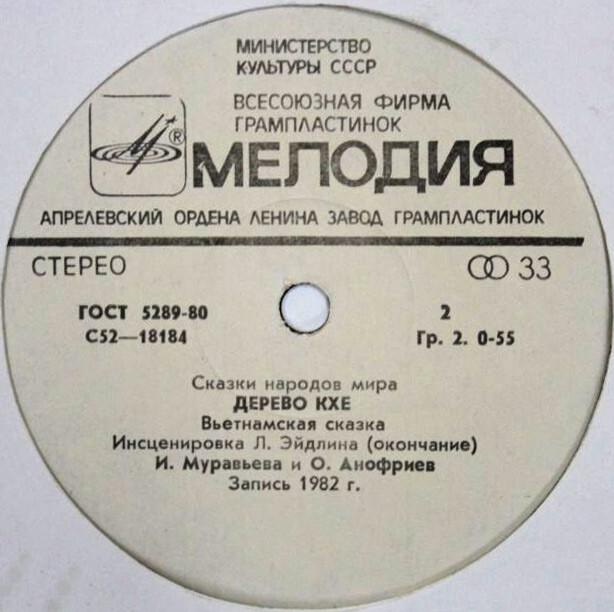 МИНИСТЕРСТВО
КУЛЬТУРЫ СССР
ВСЕСОЮЗНАЯ ФИРМА
ГРАМПЛАСТИНОК
®
МЕЛОДИЯ
АПРЕЛЕВСКИЙ ОРДЕНА ЛЕНИНА ЗАВОД ГРАМПЛАСТИНОК
СТЕРЕО 33
ГОСТ 5289-80 2
С52—18184 Гр. 2. 0-55
Сказки народов мира
ДЕРЕВО КХЕ
Вьетнамская сказка
Инсценировка Л. Эйдлина (окончание)
И. Муравьева и О. Анофриев
Запись 1982 г.